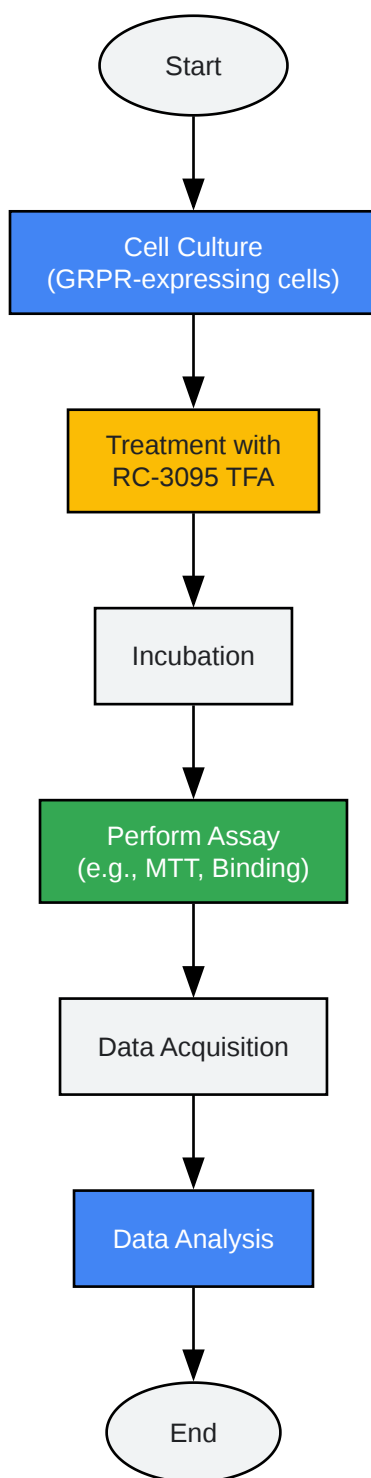 Start
Cell Culture
(GRPR-expressing cells)
Treatment with
RC-3095 TFA
Incubation
Perform Assay
(e.g., MTT, Binding)
Data Acquisition
Data Analysis
End